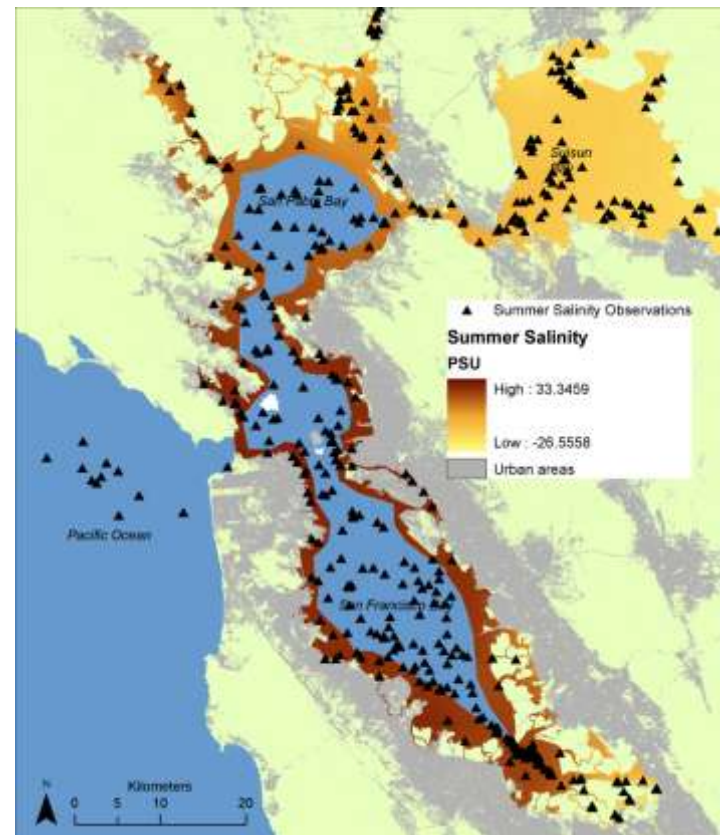 Suisun
San Pablo Bay
Summer Salinity Observations
Summer Salinity
PSU
High : 33.3459
Low : -26.5558
Urban areas
Pacific Ocean
San Francisco Bay
N
Kilometers
0 5 10 20